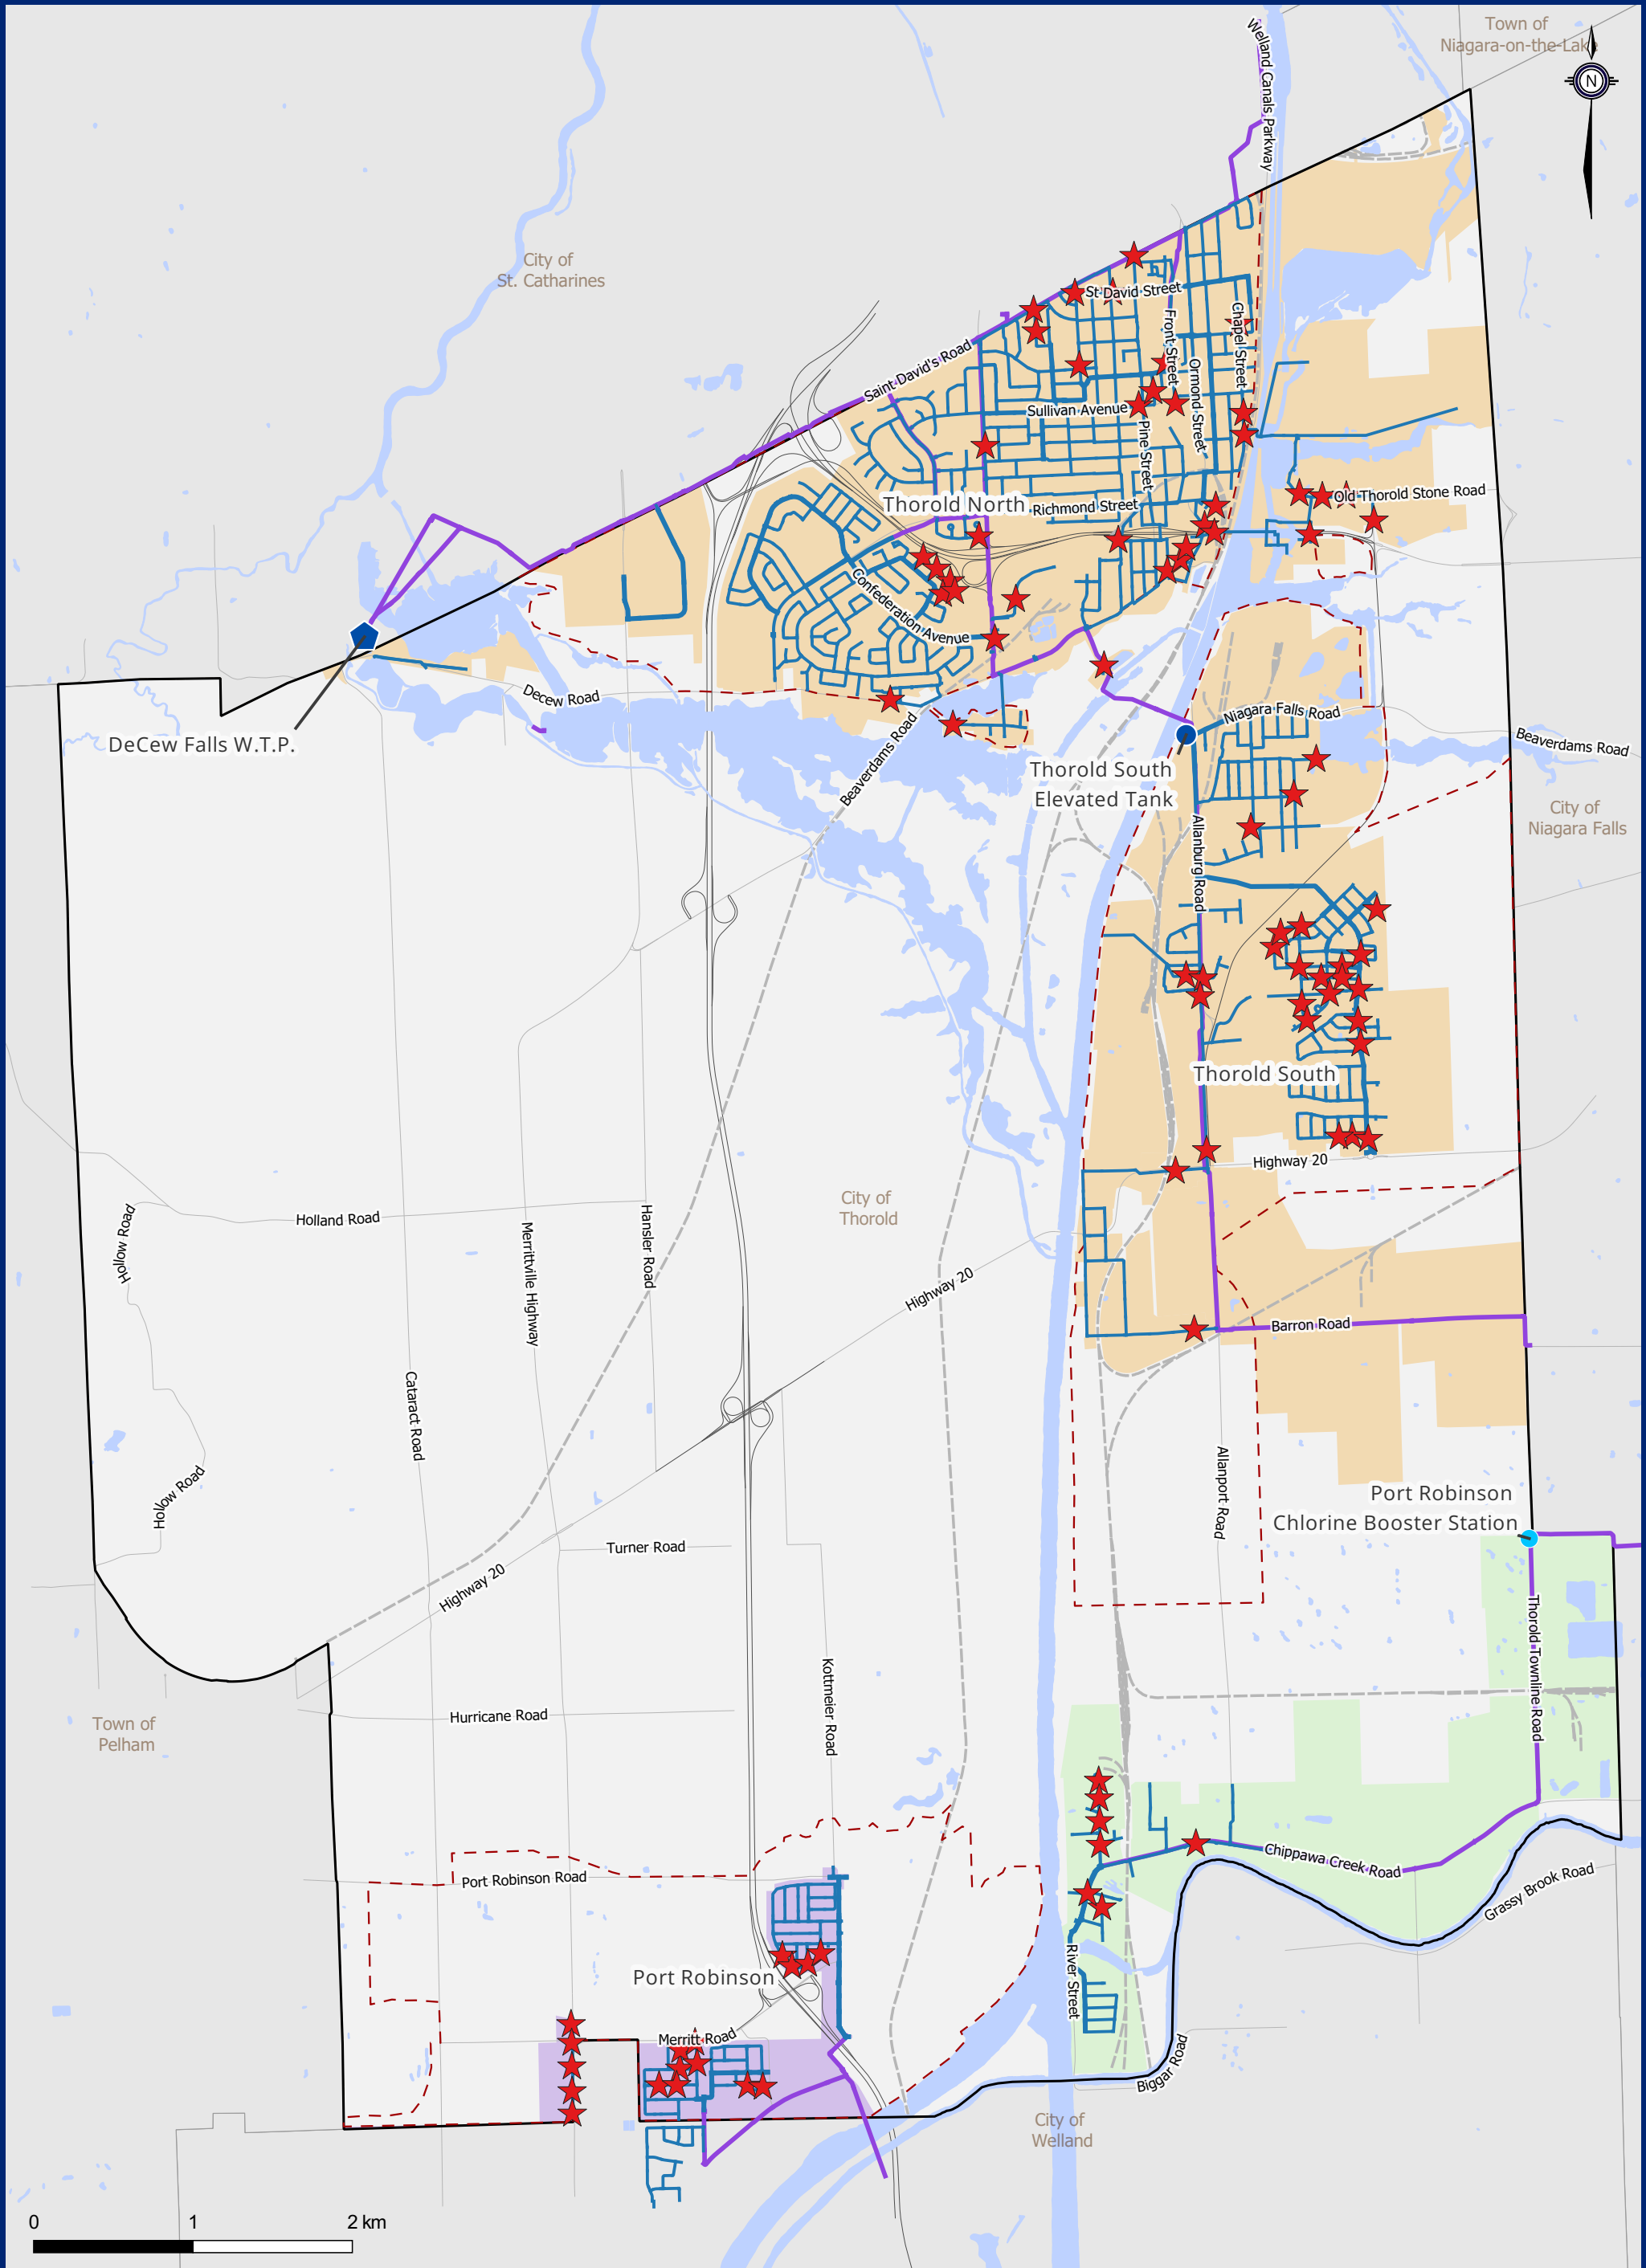 Town of
Niagara-on-the-Lake
N
Welland Canals Parkway
City of
St. Catharines
St David Street
Front Street
Chapel Street
Ormond Street
Saint David's Road
Sullivan Avenue
Pine Street
Thorold North
Richmond Street
Old Thorold Stone Road
Confederation Avenue
Decew Road
DeCew Falls W.T.P.
Niagara Falls Road
Beaverdams Road
Beaverdams Road
Thorold South
Elevated Tank
City of
Niagara Falls
Allanburg Road
Thorold South
Highway 20
City of
Thorold
Hollow Road
Holland Road
Merrittville Highway
Hansler Road
Highway 20
Barron Road
Cataract Road
Hollow Road
Allanport Road
Port Robinson
Chlorine Booster Station
Turner Road
Highway 20
Thorold Townline Road
Kottmeier Road
Hurricane Road
Town of
Pelham
Port Robinson Road
Chippawa Creek Road
Grassy Brook Road
River Street
Port Robinson
Merritt Road
Biggar Road
City of
Welland
0 1 2 km